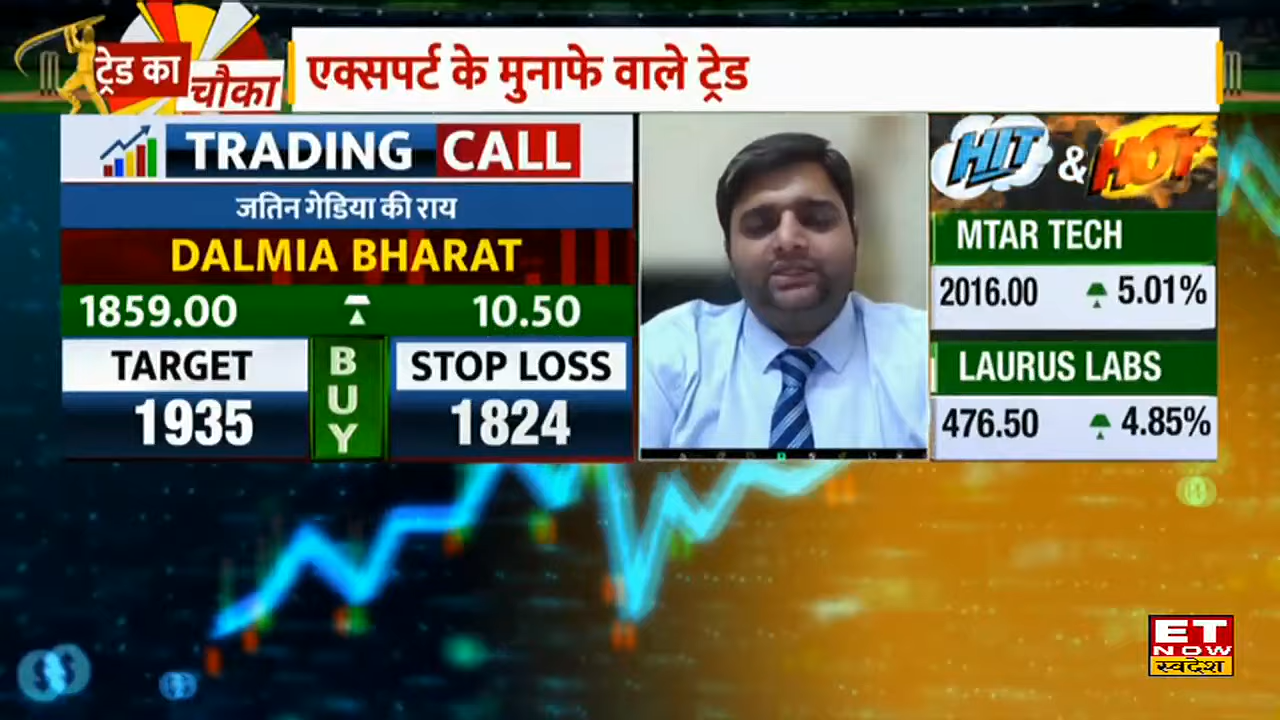 ट्रेड का
चौका
एक्सपर्ट के मुनाफे वाले ट्रेड
TRADING CALL
जतिन गेडिया की राय
DALMIA BHARAT
1859.00 10.50
TARGET
1935
BUY
STOP LOSS
1824
HIT & HOT
MTAR TECH
2016.00 5.01%
LAURUS LABS
476.50 4.85%
ET
NOW
स्वदेश